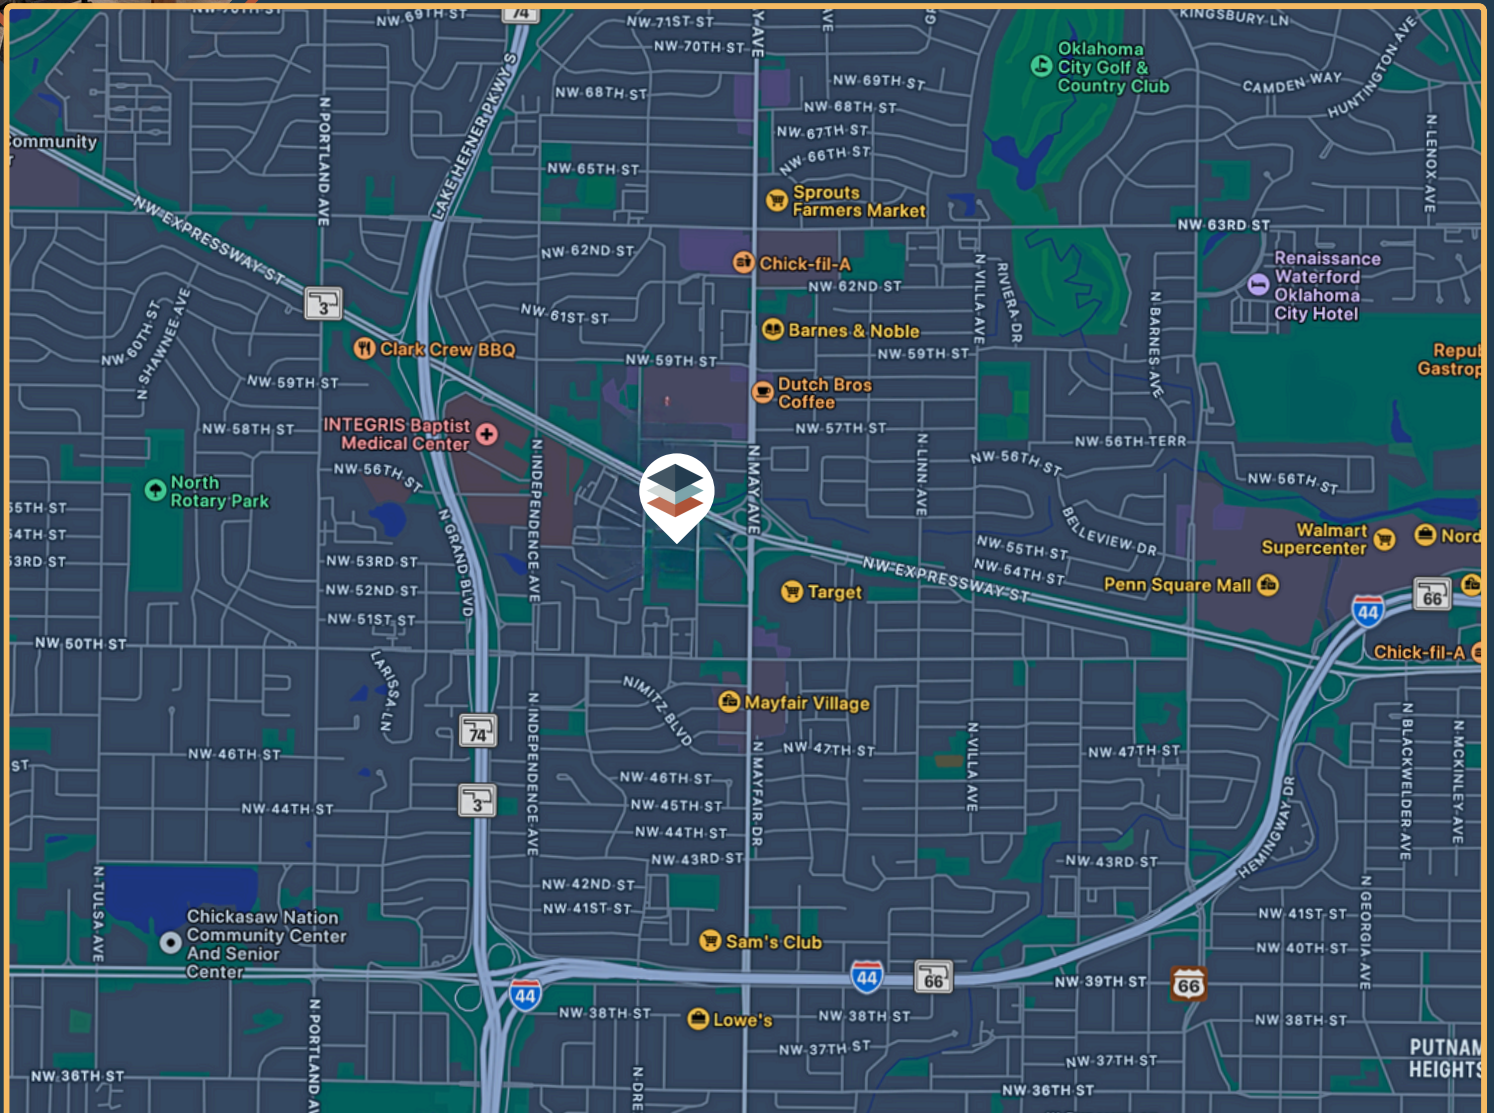 NW 69TH ST
74
NW 71ST ST
NW 70TH ST
KINGSBURY LN
HUNTINGTON AVE
Oklahoma
City Golf &
Country Club
CAMDEN WAY
NW 68TH ST
NW 69TH ST
NW 68TH ST
NW 67TH ST
NW 66TH ST
N PORTLAND AVE
LAKE HEFNER PKWY S
N LENOX AVE
Community
NW 65TH ST
Sprouts
Farmers Market
NW EXPRESSWAY ST
NW 63RD ST
NW 62ND ST
Chick-fil-A
NW 62ND ST
N VILLA AVE
RIVIERA DR
Renaissance
Waterford
Oklahoma
City Hotel
N BARNES AVE
3
NW 60TH ST
N SHAWNEE AVE
NW 61ST ST
Barnes & Noble
Clark Crew BBQ
NW 59TH ST
NW 59TH ST
NW 59TH ST
Dutch Bros
Coffee
INTEGRIS Baptist
Medical Center
NW 58TH ST
NW 57TH ST
NW 56TH TERR
NW 56TH ST
N INDEPENDENCE AVE
N MAY AVE
N LINN AVE
NW 56TH ST
NW 56TH ST
North
Rotary Park
55TH ST
54TH ST
53RD ST
N GRAND BLVD
BELLEVIEW DR
Walmart
Supercenter
NW 53RD ST
NW 55TH ST
NW 54TH ST
NW EXPRESSWAY ST
Penn Square Mall
NW 52ND ST
Target
66
44
NW 51ST ST
NW 50TH ST
Chick-fil-A
LARISSA LN
NIMITZ BLVD
Mayfair Village
74
N INDEPENDENCE AVE
N VILLA AVE
N BLACKWELDER AVE
N MCKINLEY AVE
NW 46TH ST
ST
NW 47TH ST
NW 47TH ST
N MAYFAIR DR
NW 46TH ST
3
NW 45TH ST
NW 44TH ST
NW 44TH ST
HEMINGWAY DR
NW 43RD ST
NW 43RD ST
N TULSA AVE
NW 42ND ST
NW 41ST ST
N GEORGIA AVE
NW 41ST ST
Chickasaw Nation
Community Center
And Senior
Center
Sam's Club
NW 40TH ST
44
44
66
NW 39TH ST
66
N PORTLAND AV
NW 38TH ST
Lowe's
NW 38TH ST
NW 38TH ST
NW 37TH ST
NW 37TH ST
NW 36TH ST
NW 36TH ST